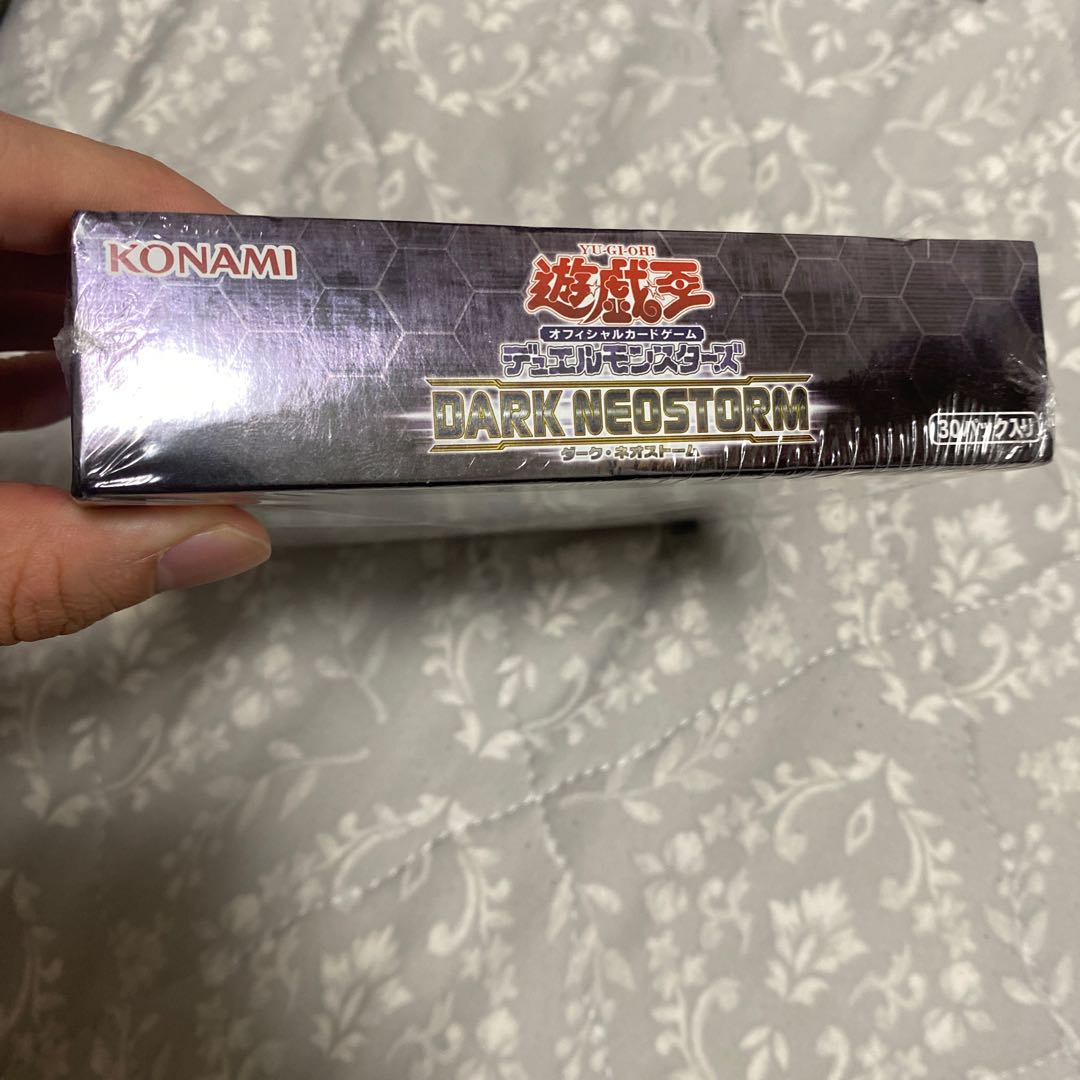 KONAMI
YU-GI-OH!
遊戯王
オフィシャルカードゲーム
デュエルモンスターズ
DARK NEOSTORM
ダーク・ネオストーム
30パック入り